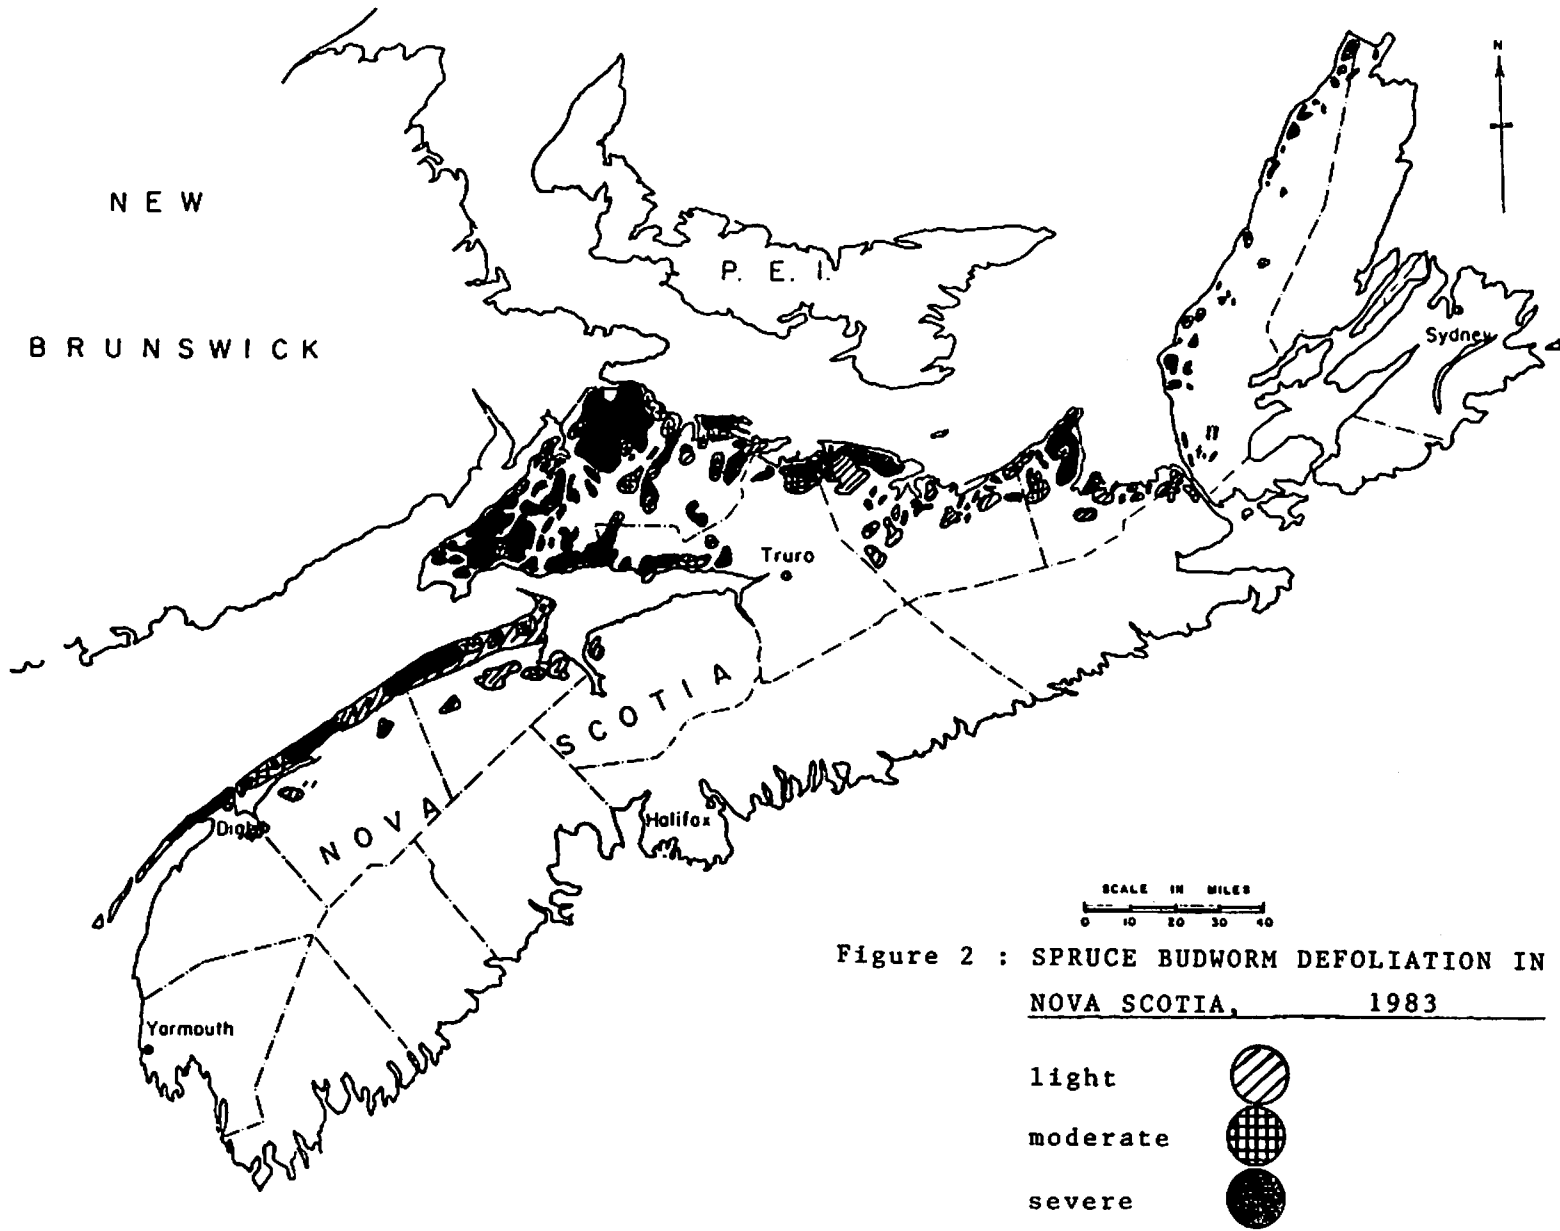 N
NEW
P. E. I.
BRUNSWICK
Sydney
Truro
SCOTIA
NOVA
Halifax
Digby
SCALE IN MILES
0 10 20 30 40
Figure 2 : SPRUCE BUDWORM DEFOLIATION IN
NOVA SCOTIA, 1983
Yarmouth
light
moderate
severe